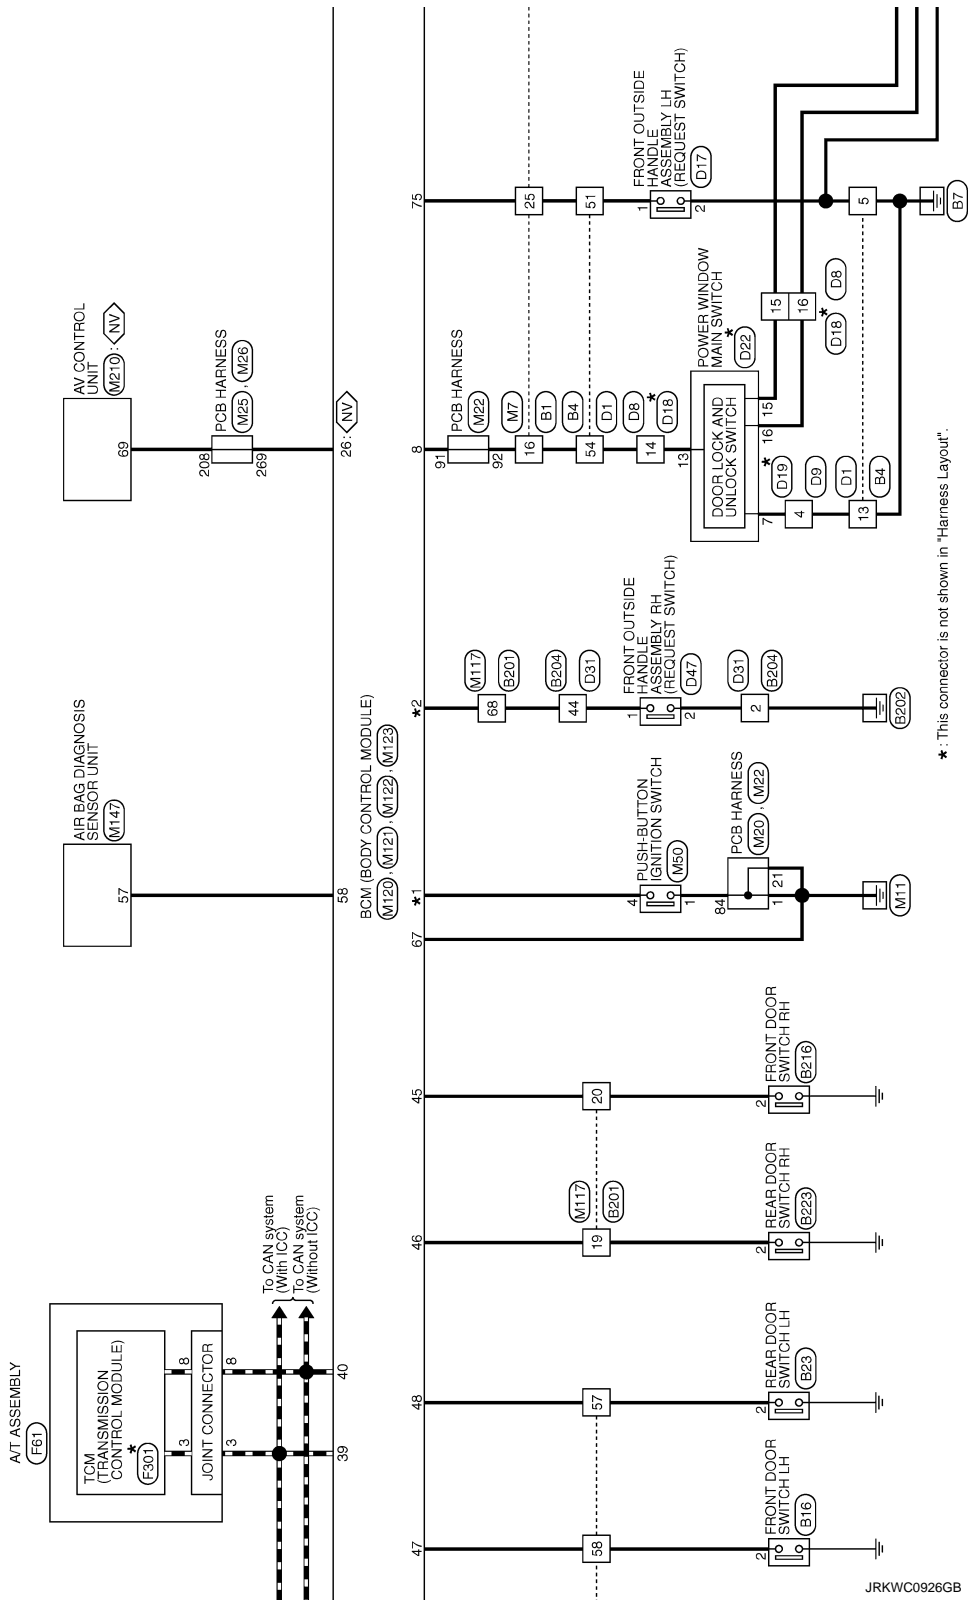 A/T ASSEMBLY
F61
TCM
(TRANSMISSION
CONTROL MODULE)
*
F301
JOINT CONNECTOR
3
8
3
8
39
40
To CAN system
(With ICC)
To CAN system
(Without ICC)
AIR BAG DIAGNOSIS
SENSOR UNIT
M147
57
58
AV CONTROL
UNIT
M210 : NV
69
208
PCB HARNESS
M25 , M26
269
26 : NV
BCM (BODY CONTROL MODULE)
M120 , M121 , M122 , M123
47
48
46
45
67
*1
*2
8
75
58
57
19
M117
B201
20
2
FRONT DOOR
SWITCH LH
B16
2
REAR DOOR
SWITCH LH
B23
2
REAR DOOR
SWITCH RH
B223
2
FRONT DOOR
SWITCH RH
B216
4
PUSH-BUTTON
IGNITION SWITCH
M50
1
84
PCB HARNESS
M20 , M22
1
21
M11
68
M117
B201
44
B204
D31
1
FRONT OUTSIDE
HANDLE
ASSEMBLY RH
(REQUEST SWITCH)
D47
2
2
D31
B204
B202
91
PCB HARNESS
M22
92
16
M7
B1
54
B4
D1
14
D8
*
D18
13
POWER WINDOW
MAIN SWITCH
*
D22
DOOR LOCK AND
UNLOCK SWITCH
7
16
15
4
*
D19
D9
13
D1
B4
15
16
*
D18
D8
25
51
1
FRONT OUTSIDE
HANDLE
ASSEMBLY LH
(REQUEST SWITCH)
D17
2
5
B7
* : This connector is not shown in "Harness Layout".
JRKWC0926GB